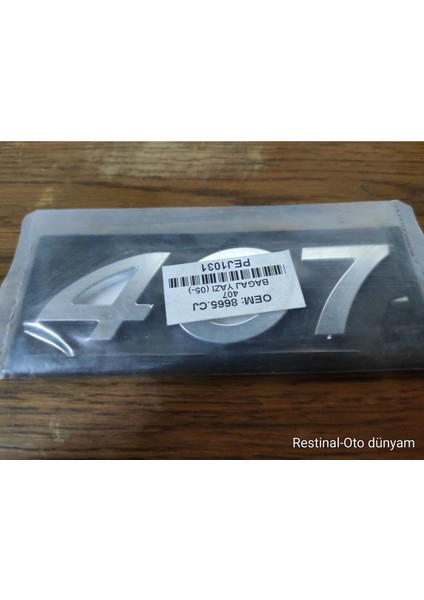 407
OEM: 8665.CJ
407
BAGAJ YAZI (05-)
PEJ1031
Restinal-Oto dünyam